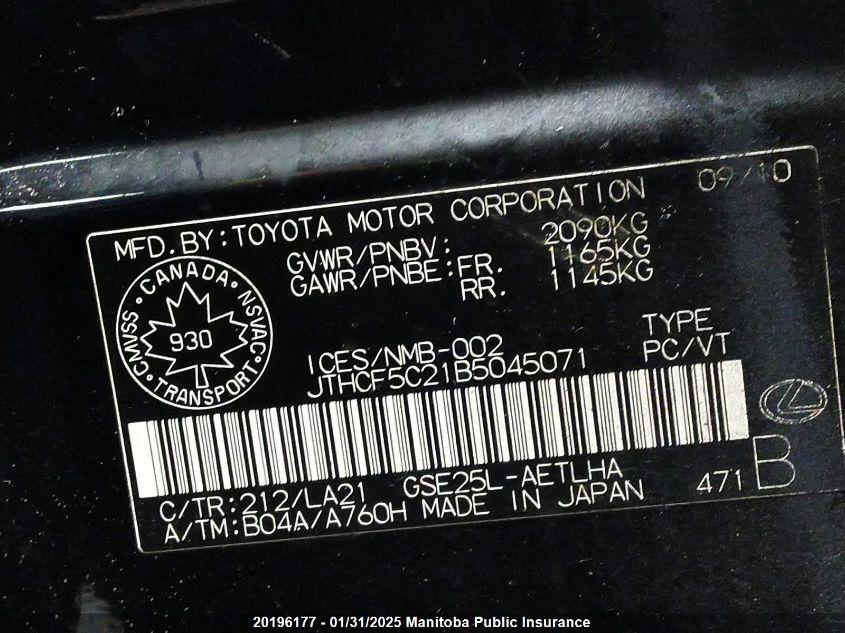 09/10
MFD. BY: TOYOTA MOTOR CORPORATION
GVWR/PNBV: 2090KG
GAWR/PNBE: FR. 1165KG
RR. 1145KG
CANADA · NSVAC · TRANSPORT · CMVSS ·
930
ICES/NMB-002
TYPE
JTHCF5C21B5045071
PC/VT
C/TR: 212/LA21 GSE25L-AETLHA
A/TM: B04A/A760H MADE IN JAPAN
471 B
20196177 - 01/31/2025 Manitoba Public Insurance